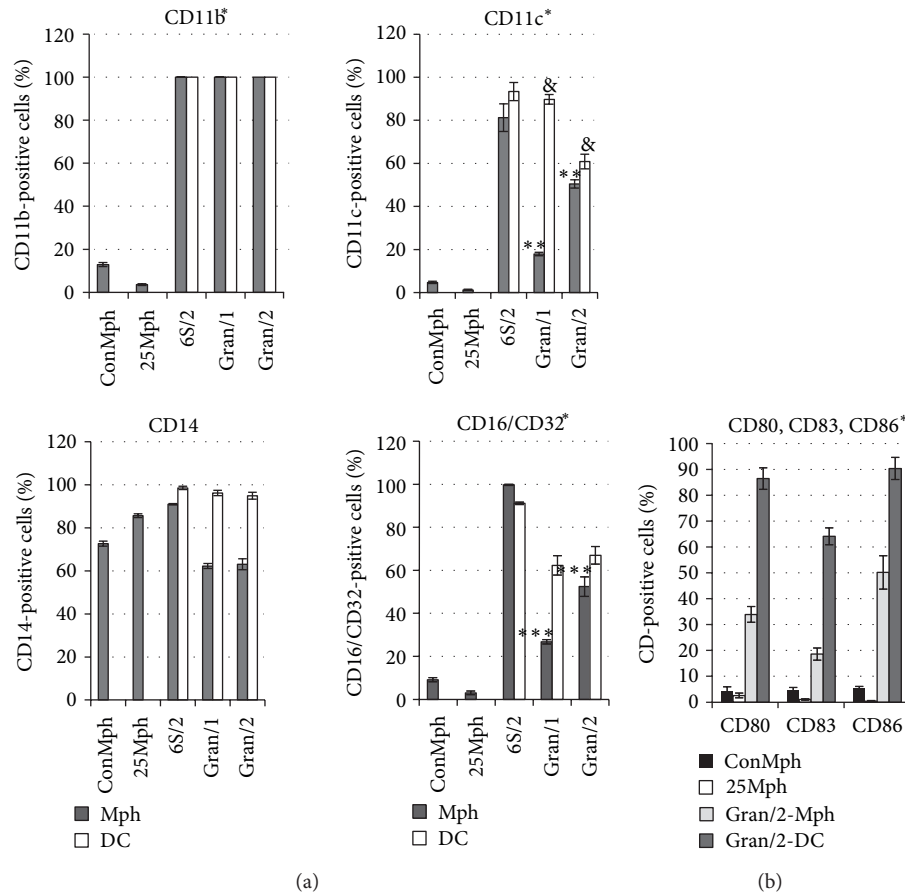 CD11b*
CD11b-positive cells (%)
120
100
80
60
40
20
0
ConMph
25Mph
6S/2
Gran/1
Gran/2
CD11c*
CD11c-positive cells (%)
120
100
80
60
40
20
0
&
&
**
**
ConMph
25Mph
6S/2
Gran/1
Gran/2
CD14
CD14-positive cells (%)
120
100
80
60
40
20
0
ConMph
25Mph
6S/2
Gran/1
Gran/2
Mph
DC
CD16/CD32*
CD16/CD32-psitive cells (%)
120
100
80
60
40
20
0
***
***
ConMph
25Mph
6S/2
Gran/1
Gran/2
Mph
DC
(a)
CD80, CD83, CD86*
CD-positive cells (%)
100
90
80
70
60
50
40
30
20
10
0
CD80 CD83 CD86
ConMph
25Mph
Gran/2-Mph
Gran/2-DC
(b)